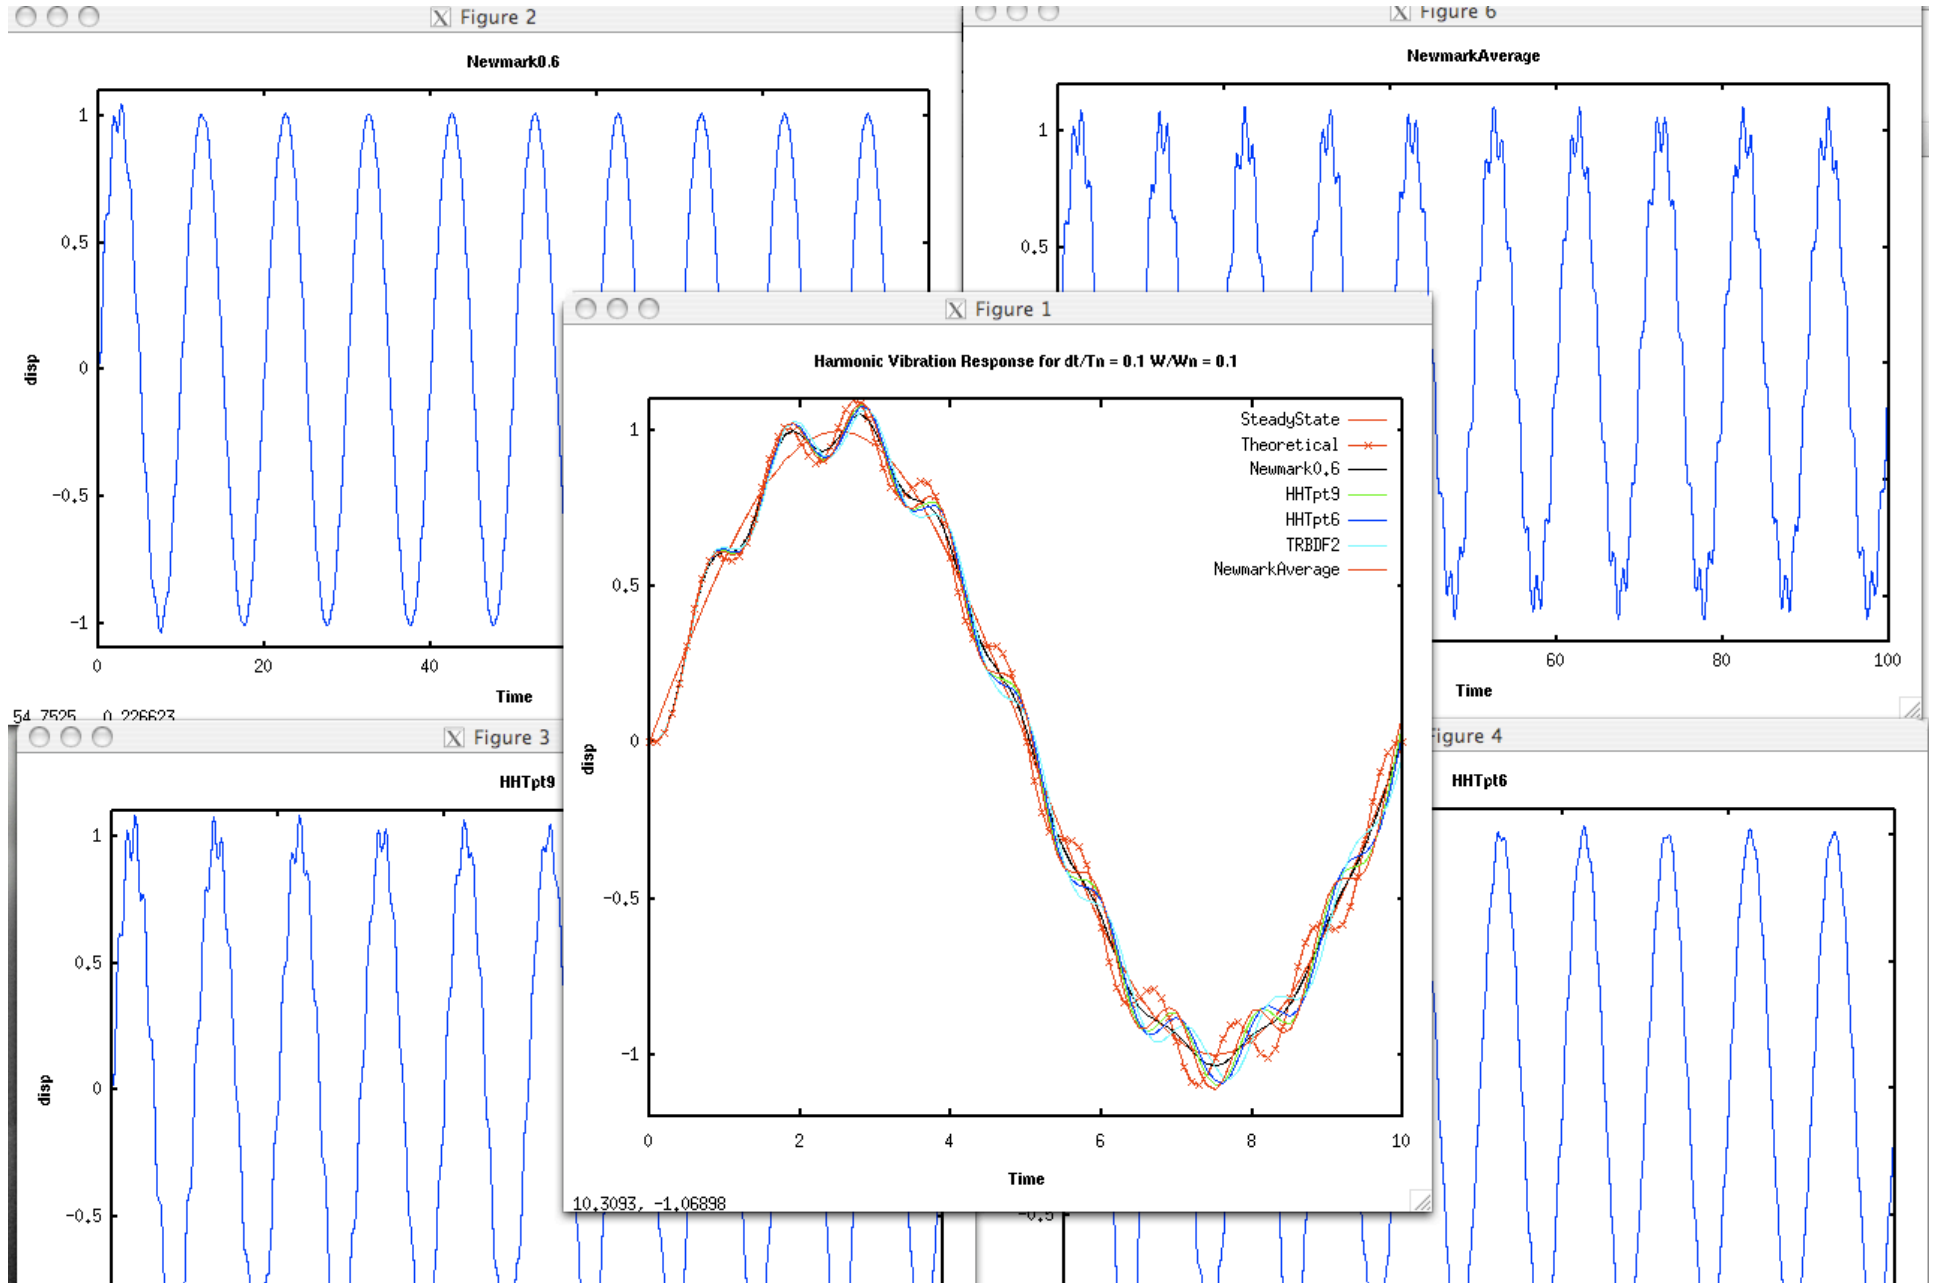 Figure 2
Newmark0.6
1
0.5
0
-0.5
-1
disp
0
20
40
Time
54.7525 0.226623
Figure 6
NewmarkAverage
1
0.5
60
80
100
Time
Figure 1
Harmonic Vibration Response for dt/Tn = 0.1 W/Wn = 0.1
SteadyState
Theoretical
Newmark0.6
HHTpt9
HHTpt6
TRBDF2
NewmarkAverage
1
0.5
0
-0.5
-1
disp
0
2
4
6
8
10
Time
10.3093, -1.06898
Figure 3
HHTpt9
1
0.5
0
-0.5
disp
Figure 4
HHTpt6
-0.5